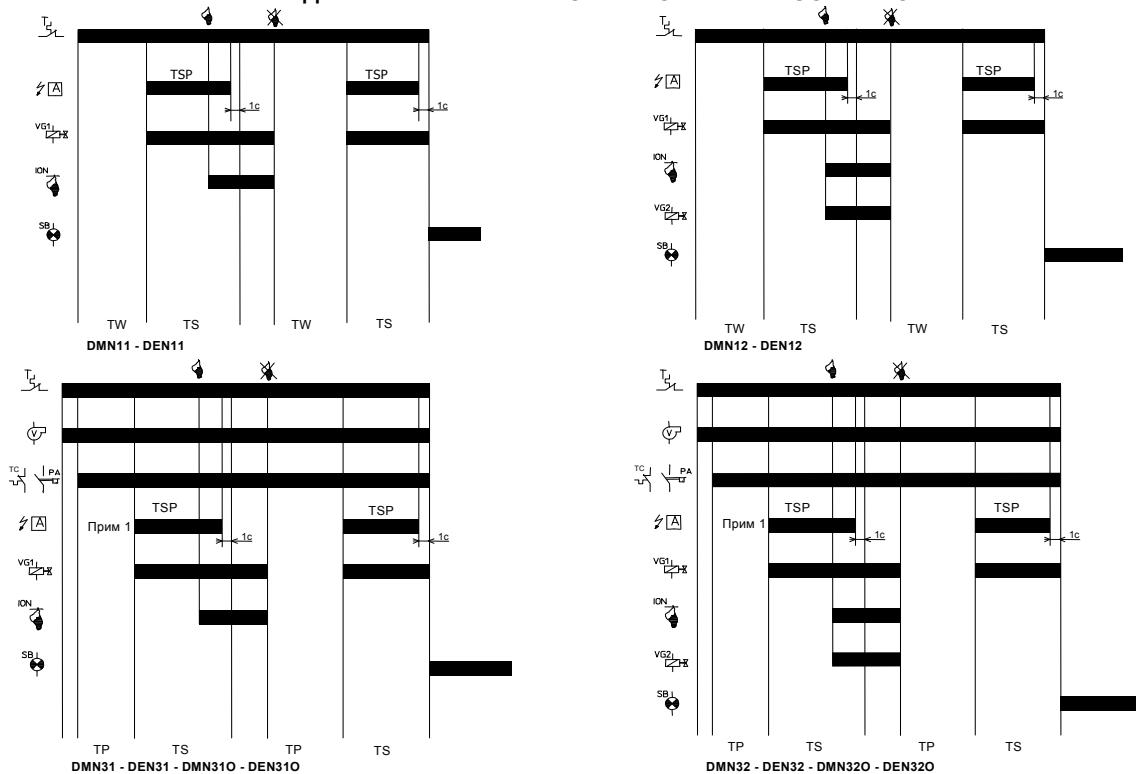 T
TSP
TSP
A
1c
1c
VG1
ION
SB
TW TS TW TS
DMN11 - DEN11
T
TSP
TSP
A
1c
1c
VG1
ION
VG2
SB
TW TS TW TS
DMN12 - DEN12
T
V
TC PA
TSP
TSP
Прим 1 A
1c
1c
VG1
ION
SB
TP TS TP TS
DMN31 - DEN31 - DMN31O - DEN31O
T
V
TC PA
TSP
TSP
Прим 1 A
1c
1c
VG1
ION
VG2
SB
TP TS TP TS
DMN32 - DEN32 - DMN32O - DEN32O